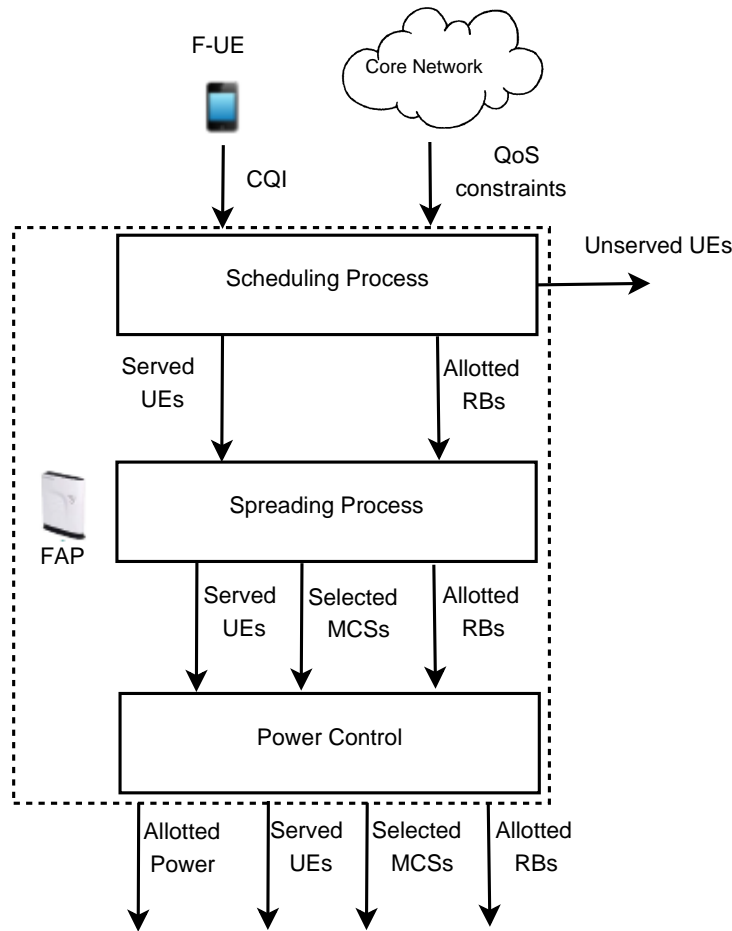 F-UE
Core Network
CQI
QoS
constraints
Scheduling Process
Unserved UEs
Served
UEs
Allotted
RBs
Spreading Process
FAP
Served
UEs
Selected
MCSs
Allotted
RBs
Power Control
Allotted
Power
Served
UEs
Selected
MCSs
Allotted
RBs